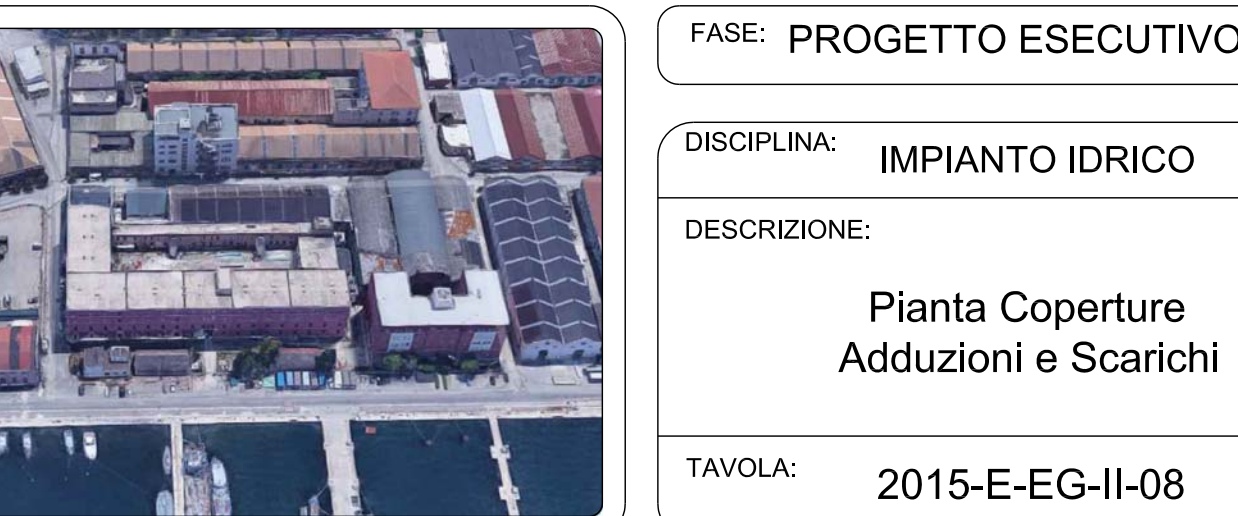 FASE: PROGETTO ESECUTIVO
DISCIPLINA: IMPIANTO IDRICO
DESCRIZIONE:
Pianta Coperture
Adduzioni e Scarichi
TAVOLA: 2015-E-EG-II-08